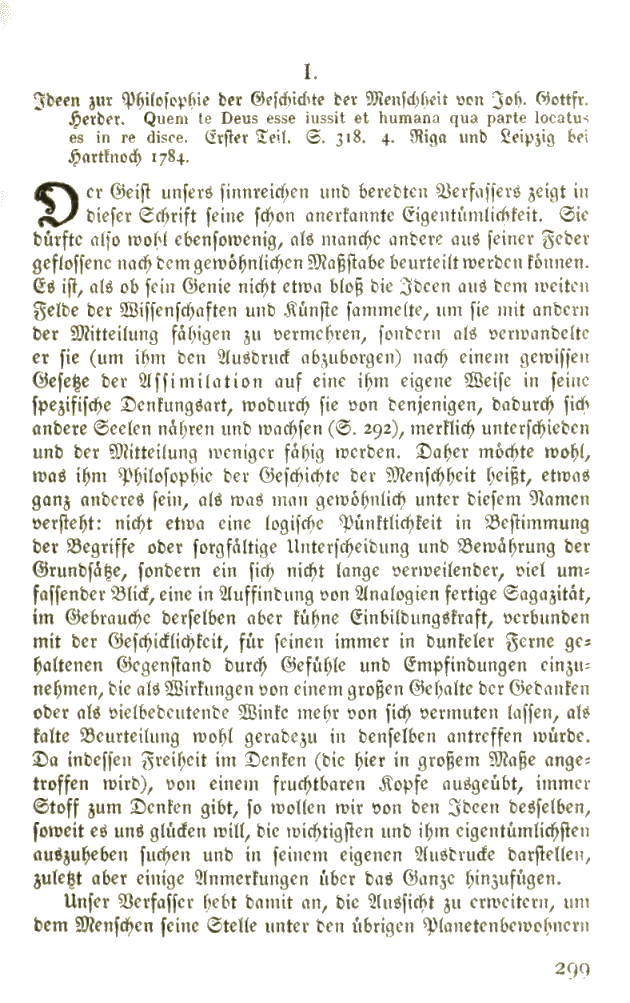 I.
Ideen zur Philosophie der Geschichte der Menschheit von Joh. Gottfr.
Herder. Quem te Deus esse iussit et humana qua parte locatus
es in re disce. Erster Teil. S. 318. 4. Riga und Leipzig bei
Hartknoch 1784.
Der Geist unsers sinnreichen und beredten Verfassers zeigt in
dieser Schrift seine schon anerkannte Eigentümlichkeit. Sie
dürfte also wohl ebensowenig, als manche andere aus seiner Feder
geflossene nach dem gewöhnlichen Maßstabe beurteilt werden können.
Es ist, als ob sein Genie nicht etwa bloß die Ideen aus dem weiten
Felde der Wissenschaften und Künste sammelte, um sie mit andern
der Mitteilung fähigen zu vermehren, sondern als verwandelte
er sie (um ihm den Ausdruck abzuborgen) nach einem gewissen
Gesetze der Assimilation auf eine ihm eigene Weise in seine
spezifische Denkungsart, wodurch sie von denjenigen, dadurch sich
andere Seelen nähren und wachsen (S. 292), merklich unterschieden
und der Mitteilung weniger fähig werden. Daher möchte wohl,
was ihm Philosophie der Geschichte der Menschheit heißt, etwas
ganz anderes sein, als was man gewöhnlich unter diesem Namen
versteht: nicht etwa eine logische Pünktlichkeit in Bestimmung
der Begriffe oder sorgfältige Unterscheidung und Bewährung der
Grundsätze, sondern ein sich nicht lange verweilender, viel um-
fassender Blick, eine in Auffindung von Analogien fertige Sagazität,
im Gebrauche derselben aber kühne Einbildungskraft, verbunden
mit der Geschicklichkeit, für seinen immer in dunkeler Ferne ge-
haltenen Gegenstand durch Gefühle und Empfindungen einzu-
nehmen, die als Wirkungen von einem großen Gehalte der Gedanken
oder als vielbedeutende Winke mehr von sich vermuten lassen, als
kalte Beurteilung wohl geradezu in denselben antreffen würde.
Da indessen Freiheit im Denken (die hier in großem Maße ange-
troffen wird), von einem fruchtbaren Kopfe ausgeübt, immer
Stoff zum Denken gibt, so wollen wir von den Ideen desselben,
soweit es uns glücken will, die wichtigsten und ihm eigentümlichsten
auszuheben suchen und in seinem eigenen Ausdrucke darstellen,
zuletzt aber einige Anmerkungen über das Ganze hinzufügen.
Unser Verfasser hebt damit an, die Aussicht zu erweitern, um
dem Menschen seine Stelle unter den übrigen Planetenbewohnern
299